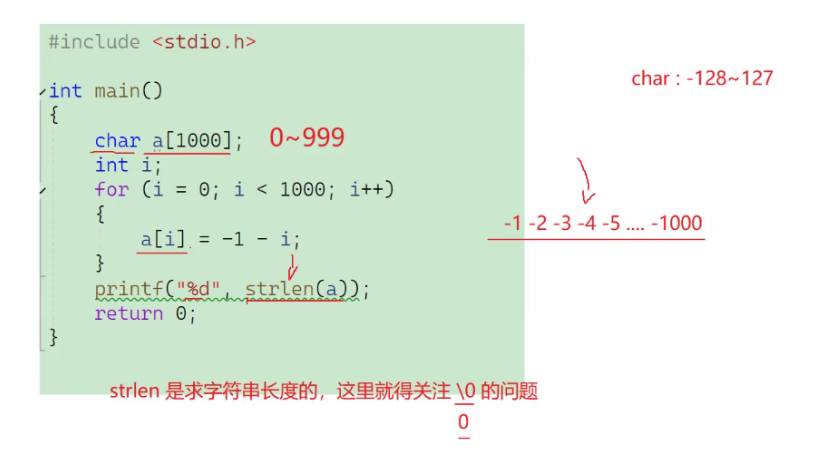 #include <stdio.h>
char : -128~127
int main()
{
char a[1000]; 0~999
int i;
for (i = 0; i < 1000; i++)
{
-1 -2 -3 -4 -5 .... -1000
a[i] = -1 - i;
}
printf("%d", strlen(a));
return 0;
}
strlen 是求字符串长度的，这里就得关注 \0 的问题
0